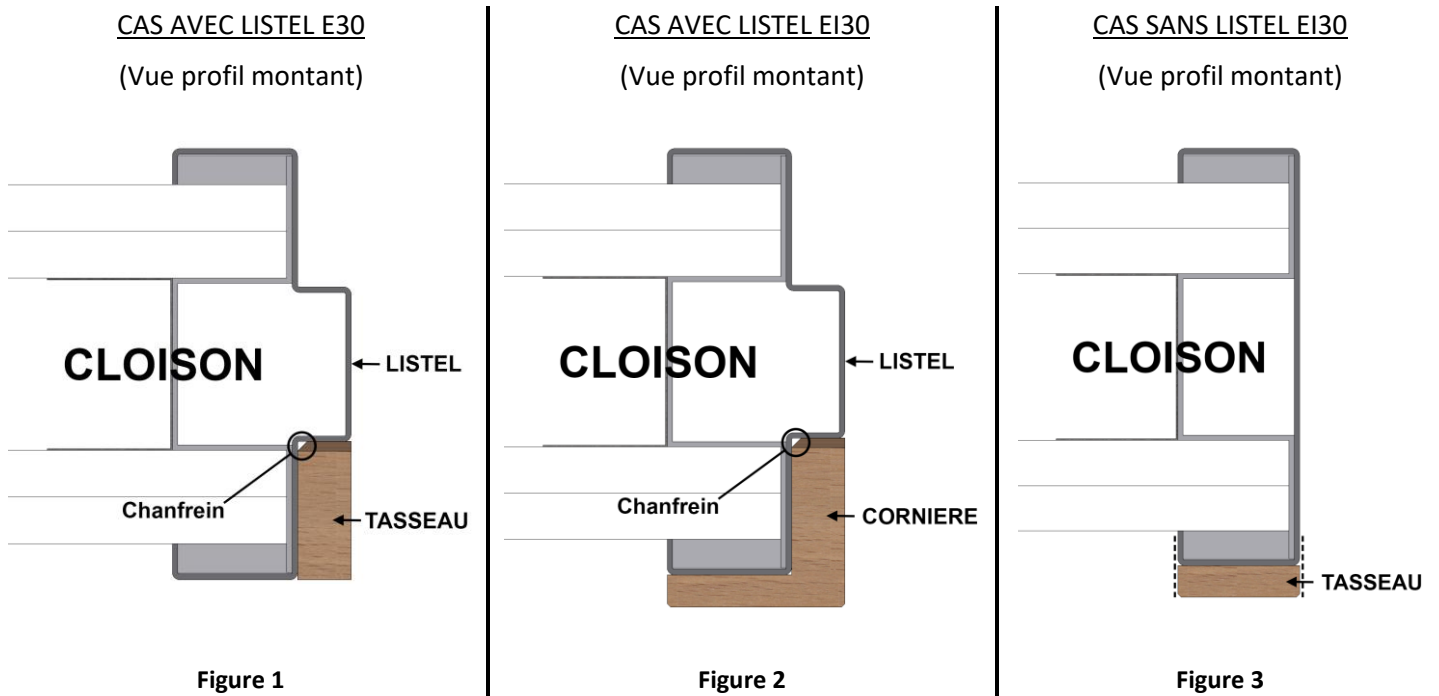 CAS AVEC LISTEL E30
(Vue profil montant)
CLOISON
LISTEL
Chanfrein
TASSEAU
Figure 1
CAS AVEC LISTEL EI30
(Vue profil montant)
CLOISON
LISTEL
Chanfrein
CORNIERE
Figure 2
CAS SANS LISTEL EI30
(Vue profil montant)
CLOISON
TASSEAU
Figure 3